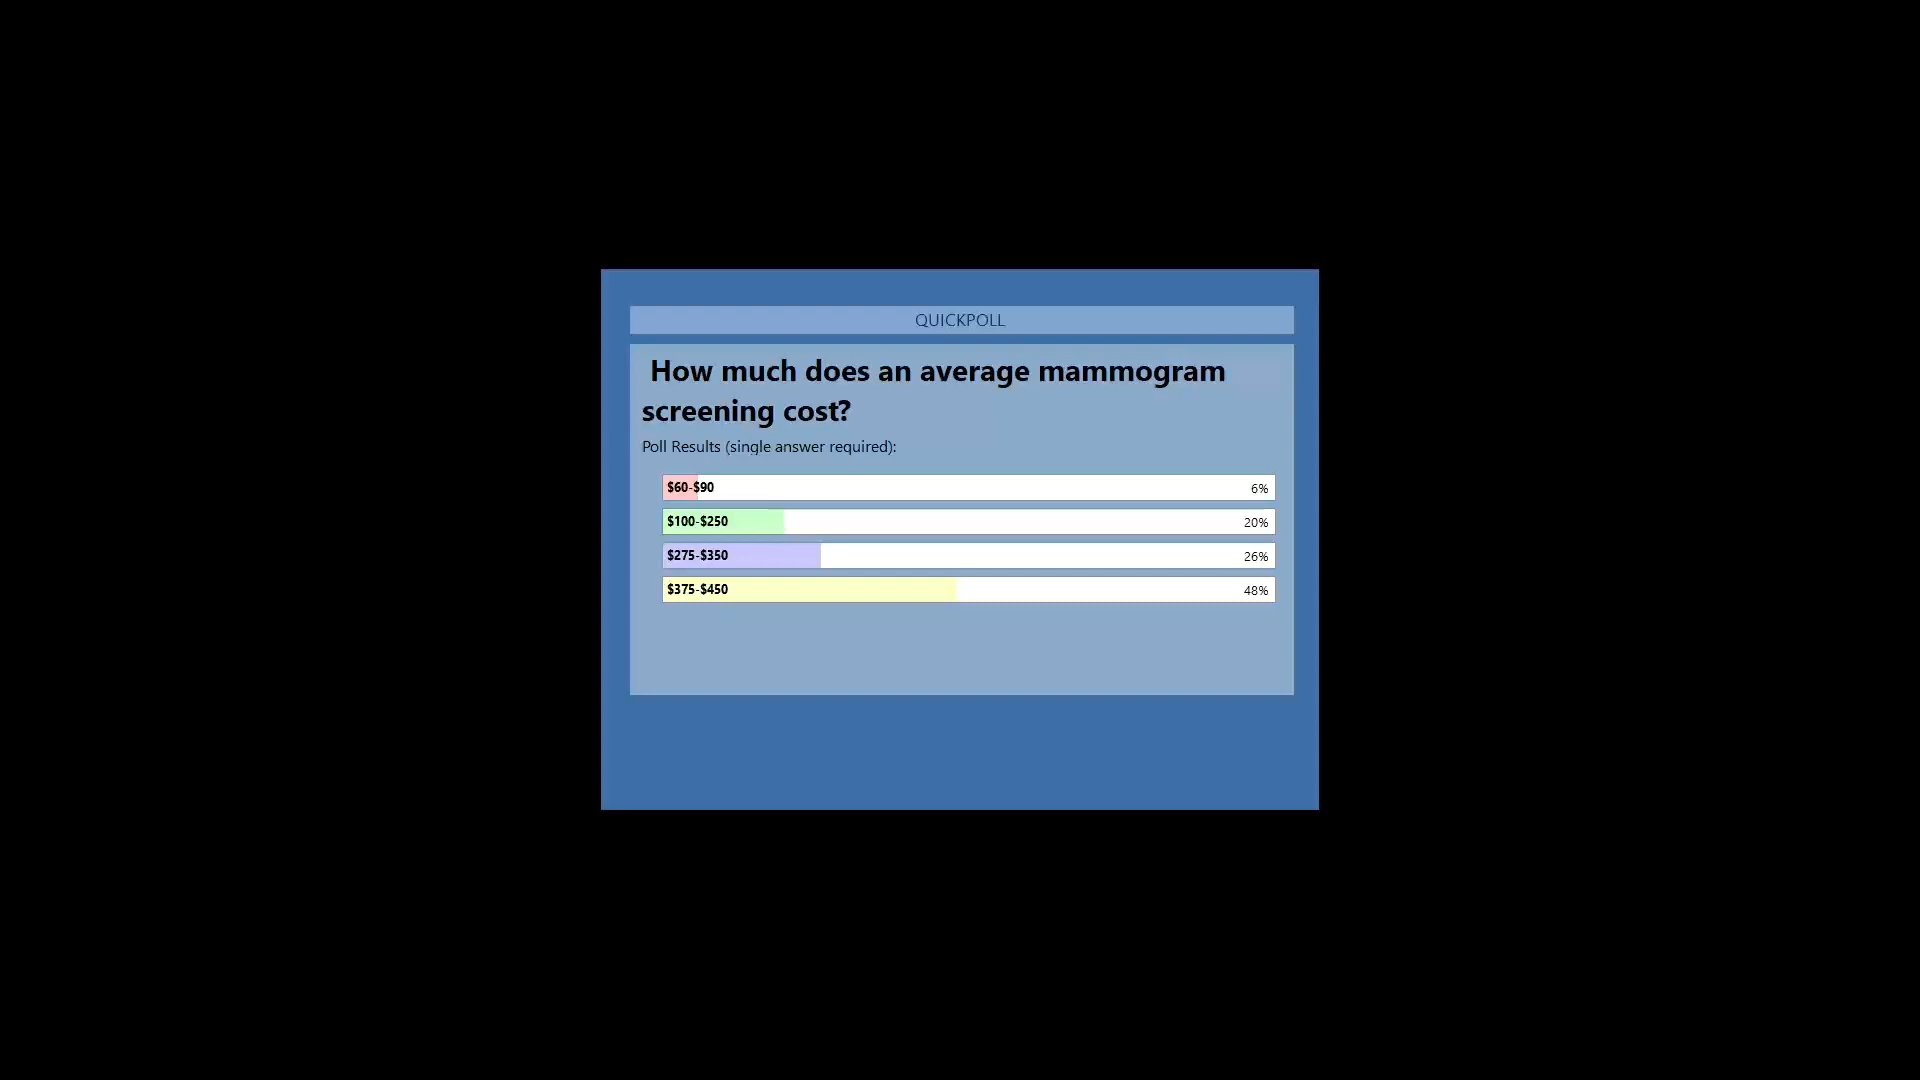 QUICKPOLL
How much does an average mammogram
screening cost?
Poll Results (single answer required):
$60-$90 6%
$100-$250 20%
$275-$350 26%
$375-$450 48%